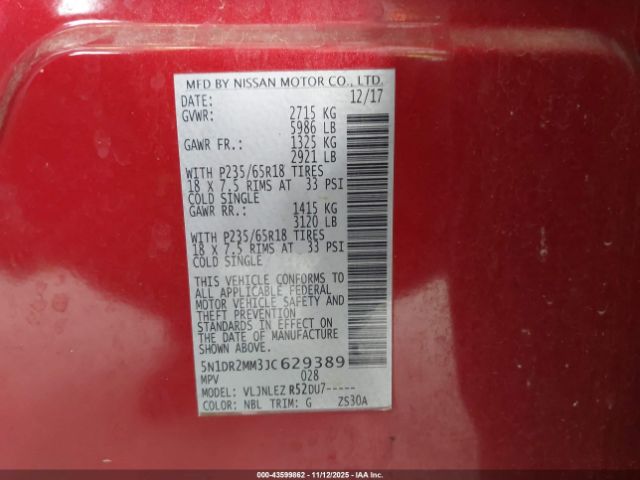 MFD BY NISSAN MOTOR CO., LTD.
DATE: 12/17
GVWR: 2715 KG
5986 LB
GAWR FR.: 1325 KG
2921 LB
WITH P235/65R18 TIRES
18 X 7.5 RIMS AT 33 PSI
COLD SINGLE
GAWR RR.: 1415 KG
3120 LB
WITH P235/65R18 TIRES
18 X 7.5 RIMS AT 33 PSI
COLD SINGLE
THIS VEHICLE CONFORMS TO
ALL APPLICABLE FEDERAL
MOTOR VEHICLE SAFETY AND
THEFT PREVENTION
STANDARDS IN EFFECT ON
THE DATE OF MANUFACTURE
SHOWN ABOVE.
5N1DR2MM3JC629389
MPV 028
MODEL: VLJNLEZ R52DU7-----
COLOR: NBL TRIM: G ZS30A
000-43599862 - 11/12/2025 - IAA Inc.